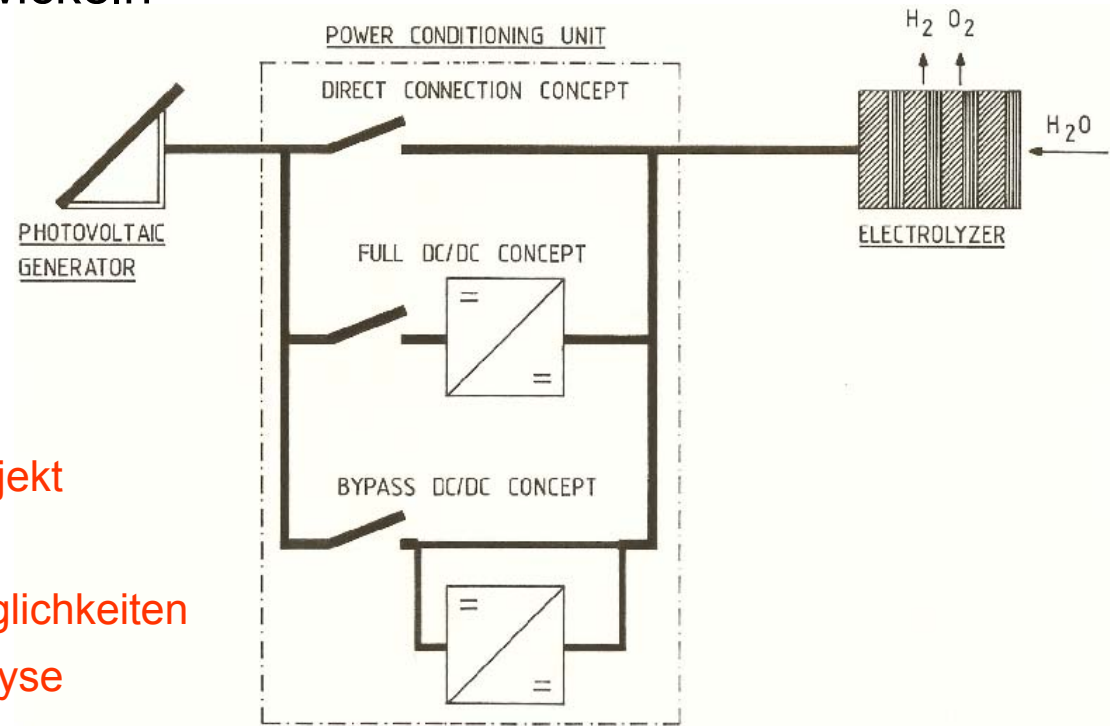 POWER CONDITIONING UNIT
DIRECT CONNECTION CONCEPT
H₂ O₂
H₂O
PHOTOVOLTAIC
GENERATOR
ELECTROLYZER
FULL DC/DC CONCEPT
=
=
jekt
BYPASS DC/DC CONCEPT
glichkeiten
=
yse
=